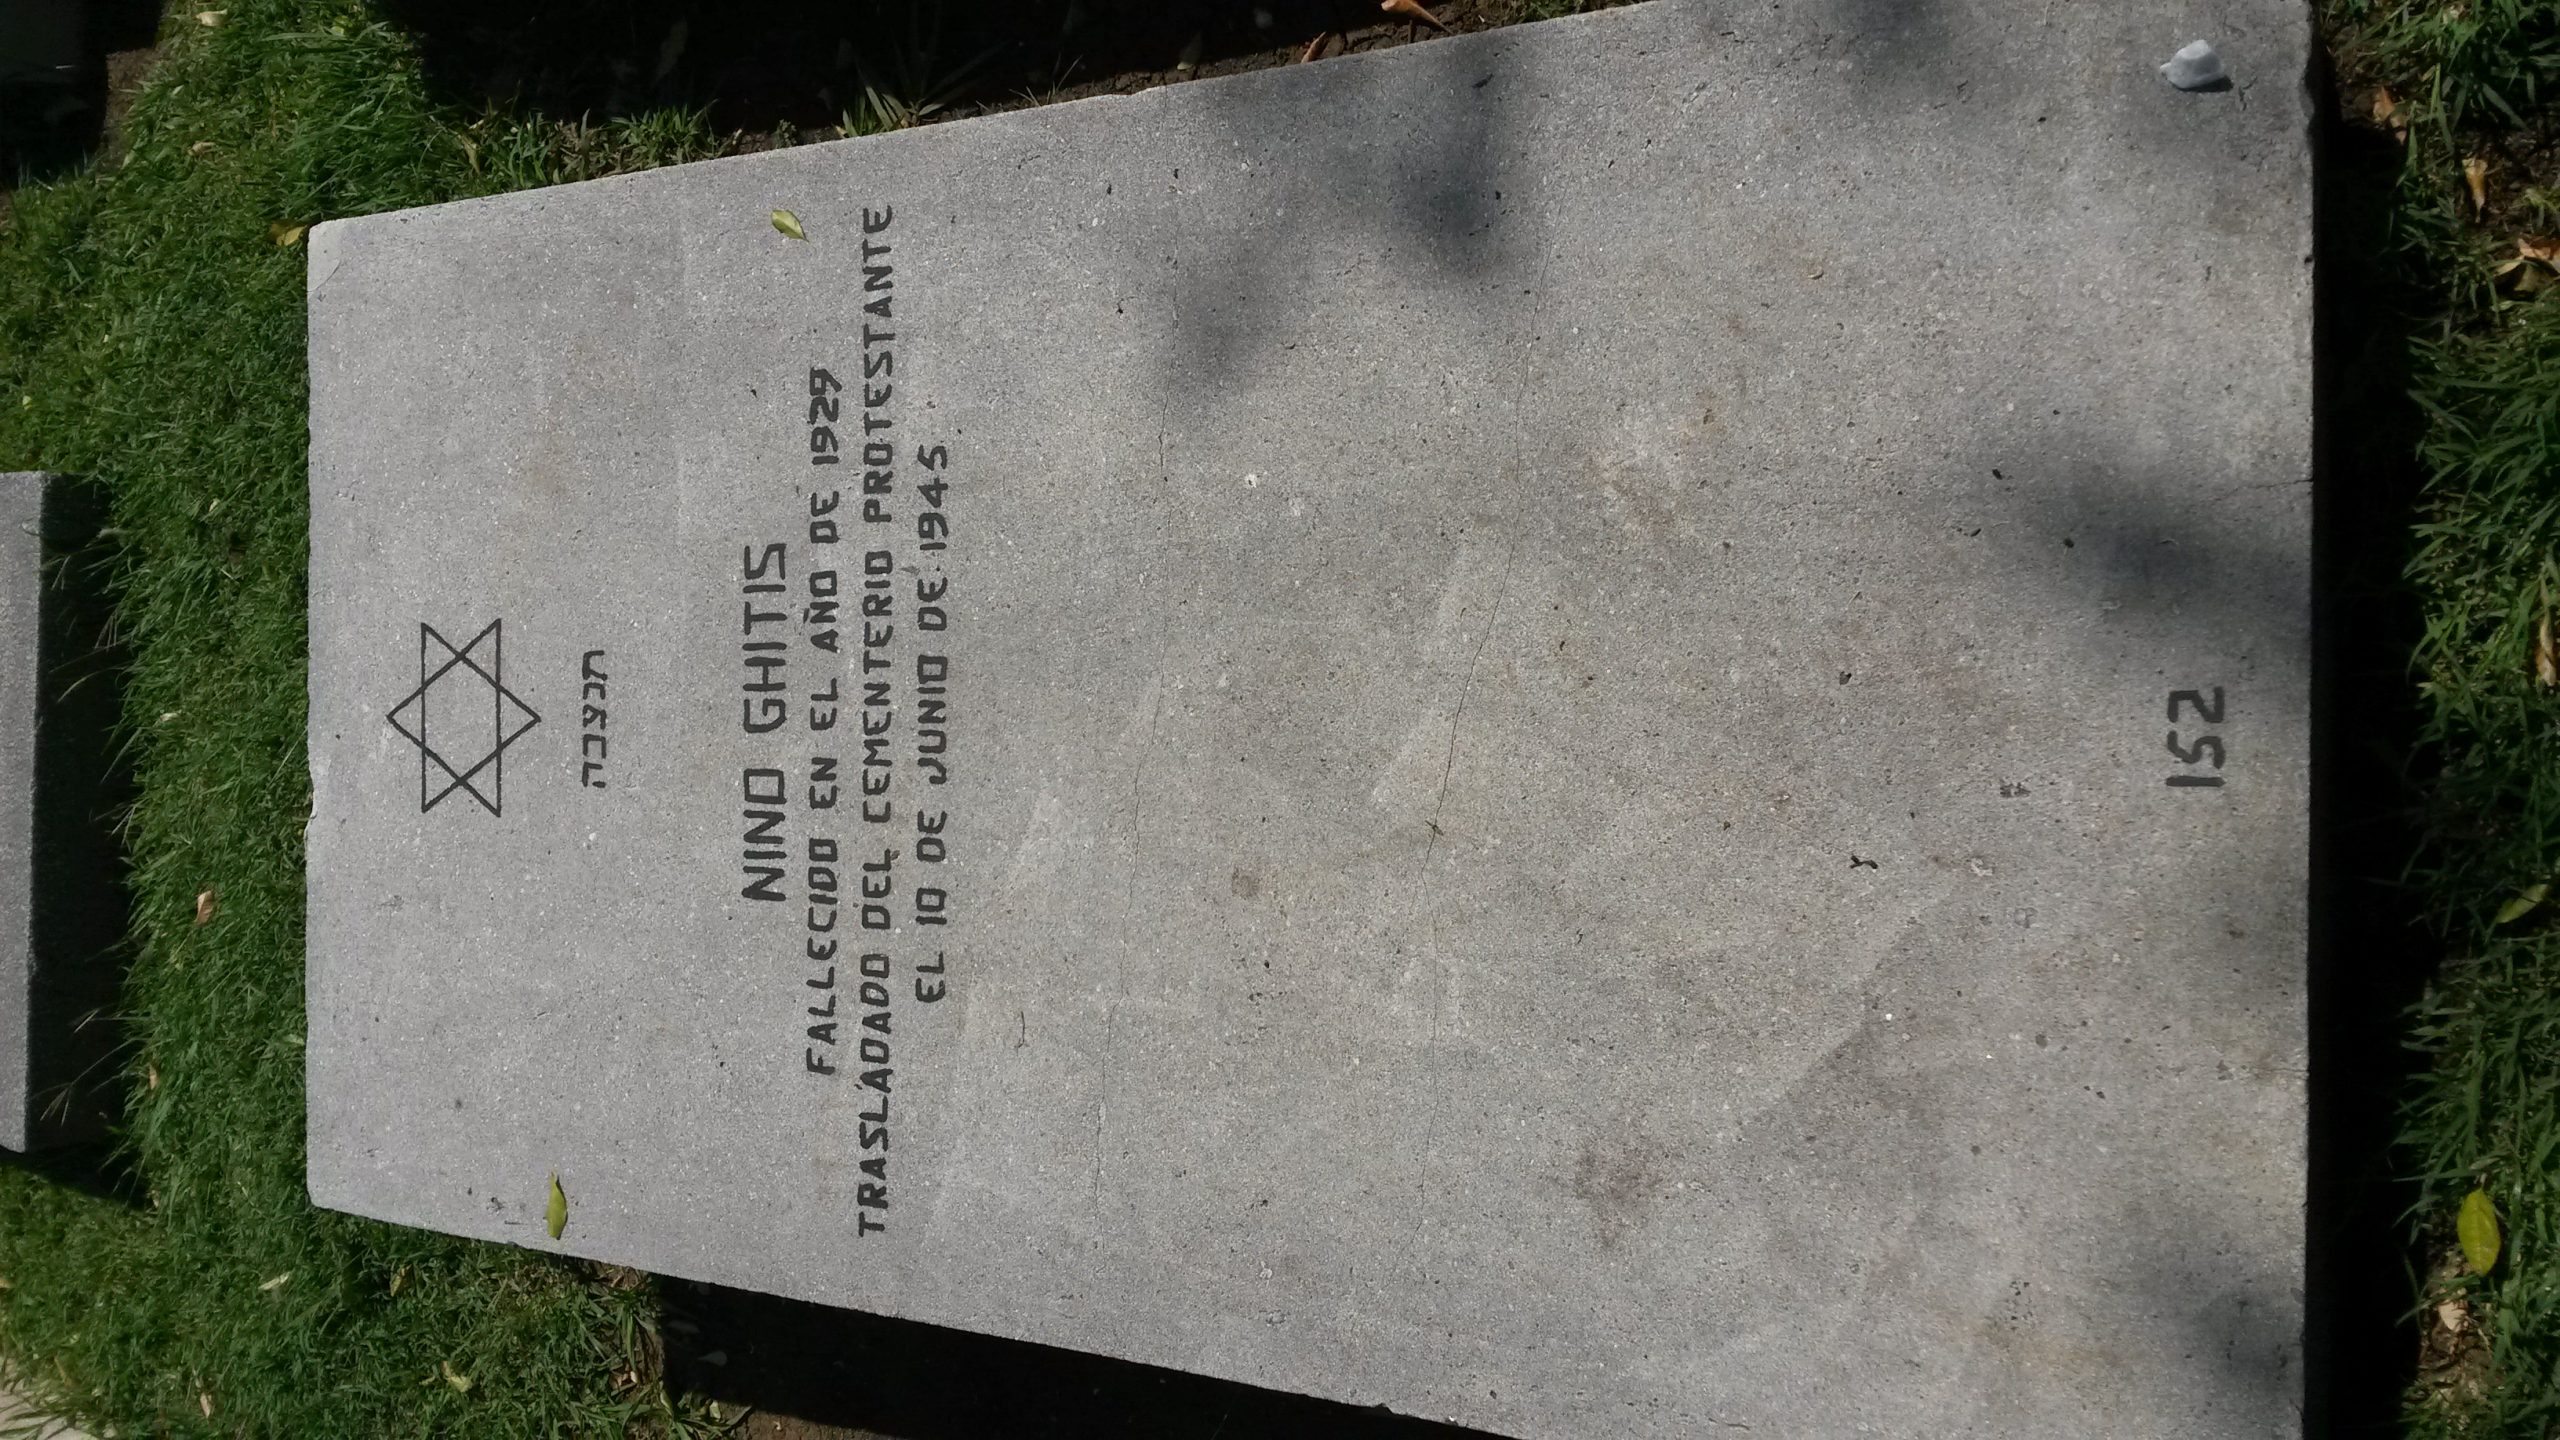 תנצבה
NINO GHITIS
FALLECIDO EN EL AÑO DE 1929
TRASLADADO DEL CEMENTERIO PROTESTANTE
EL 10 DE JUNIO DE 1945
152